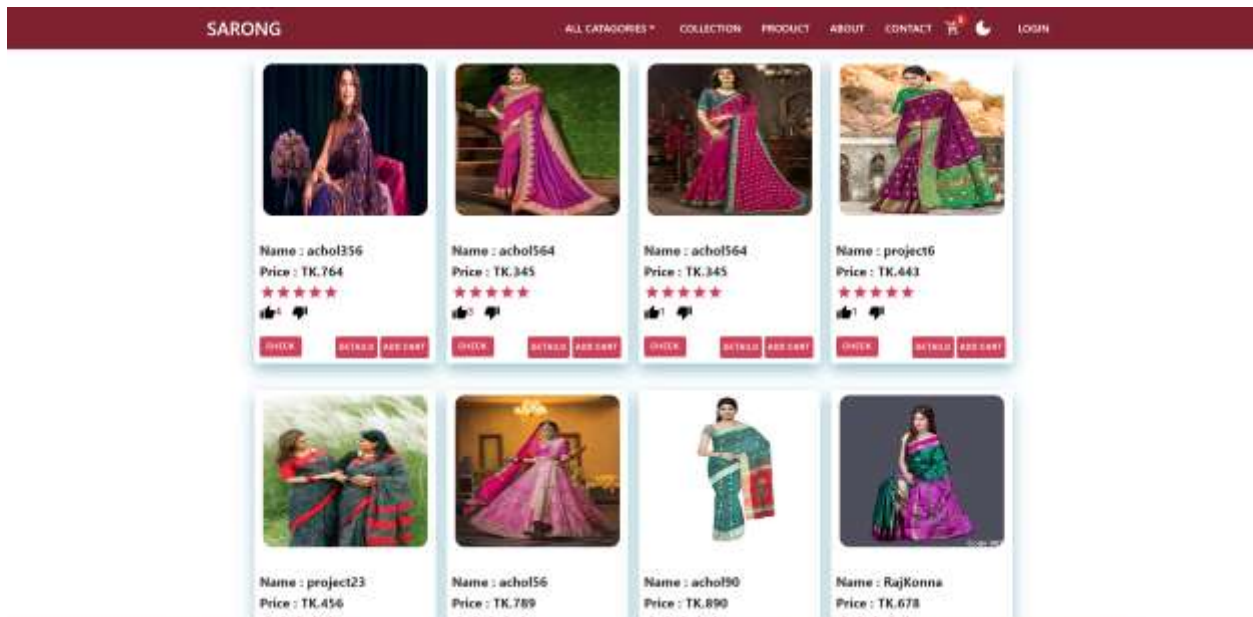 SARONG ALL CATAGORIES COLLECTION PRODUCT ABOUT CONTACT LOGIN
Name : achol356 Name : achol564 Name : achol564 Name : project6
Price : TK.764 Price : TK.345 Price : TK.345 Price : TK.443
CHECK DETAILS ADD CART CHECK DETAILS ADD CART CHECK DETAILS ADD CART CHECK DETAILS ADD CART
Name : project23 Name : achol56 Name : achol90 Name : RajKonna
Price : TK.456 Price : TK.789 Price : TK.890 Price : TK.678